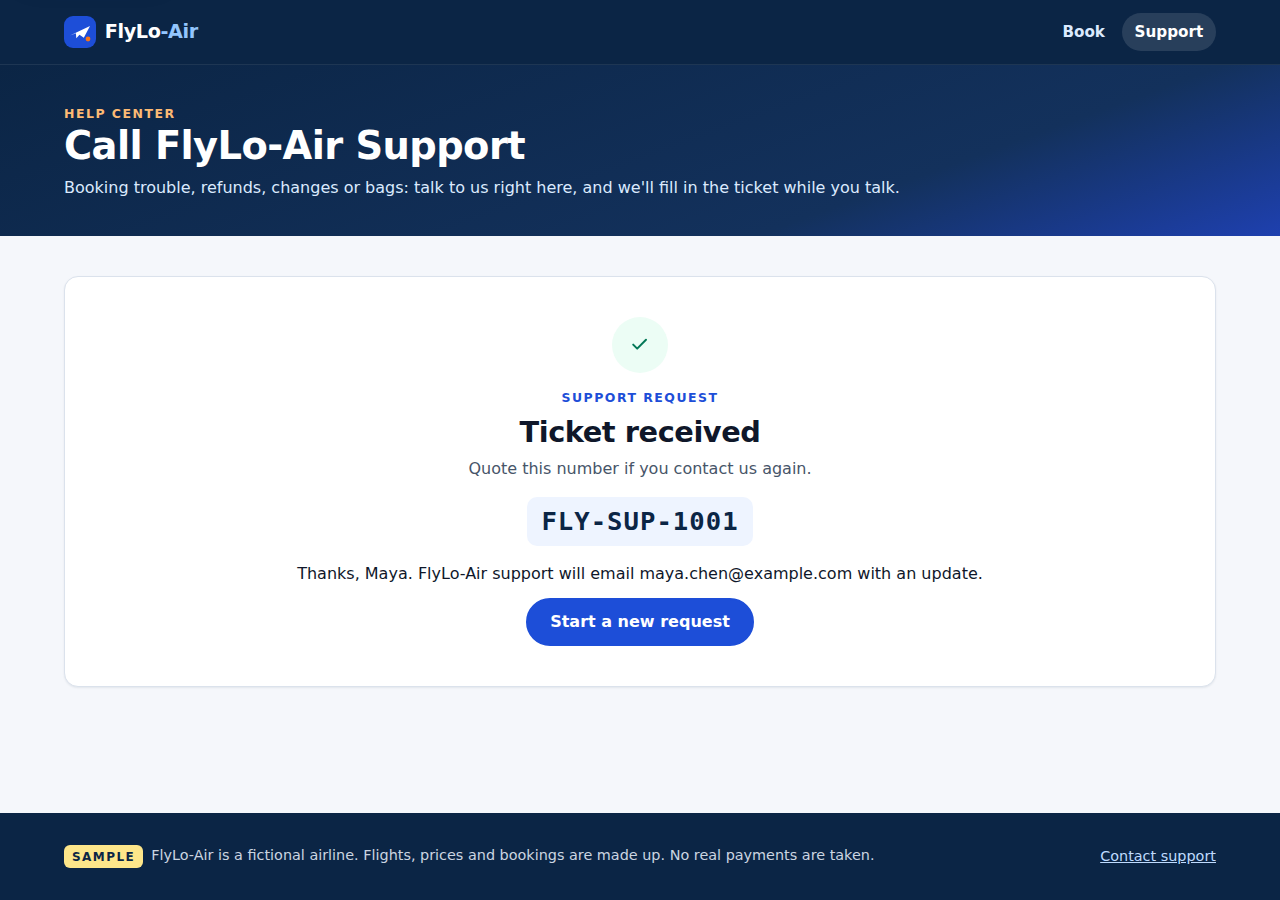 FlyLo-Air
Book
Support
HELP CENTER
Call FlyLo-Air Support
Booking trouble, refunds, changes or bags: talk to us right here, and we'll fill in the ticket while you talk.
SUPPORT REQUEST
Ticket received
Quote this number if you contact us again.
FLY-SUP-1001
Thanks, Maya. FlyLo-Air support will email maya.chen@example.com with an update.
Start a new request
SAMPLE FlyLo-Air is a fictional airline. Flights, prices and bookings are made up. No real payments are taken.
Contact support